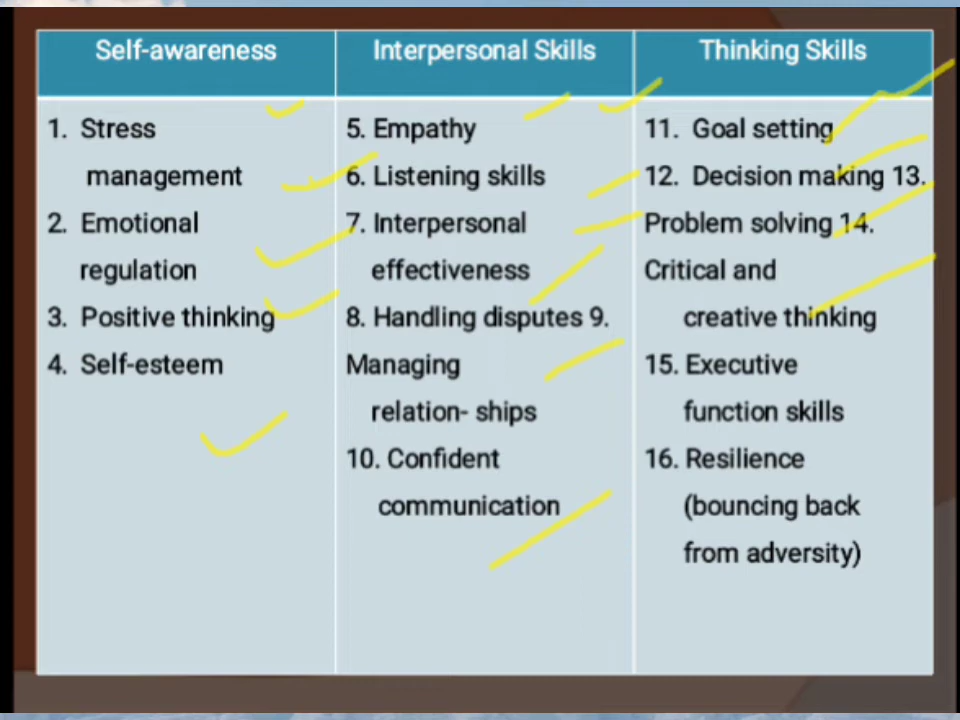 Self-awareness
1. Stress
management
2. Emotional
regulation
3. Positive thinking
4. Self-esteem
Interpersonal Skills
5. Empathy
6. Listening skills
7. Interpersonal
effectiveness
8. Handling disputes 9.
Managing
relation- ships
10. Confident
communication
Thinking Skills
11. Goal setting
12. Decision making 13.
Problem solving 14.
Critical and
creative thinking
15. Executive
function skills
16. Resilience
(bouncing back
from adversity)